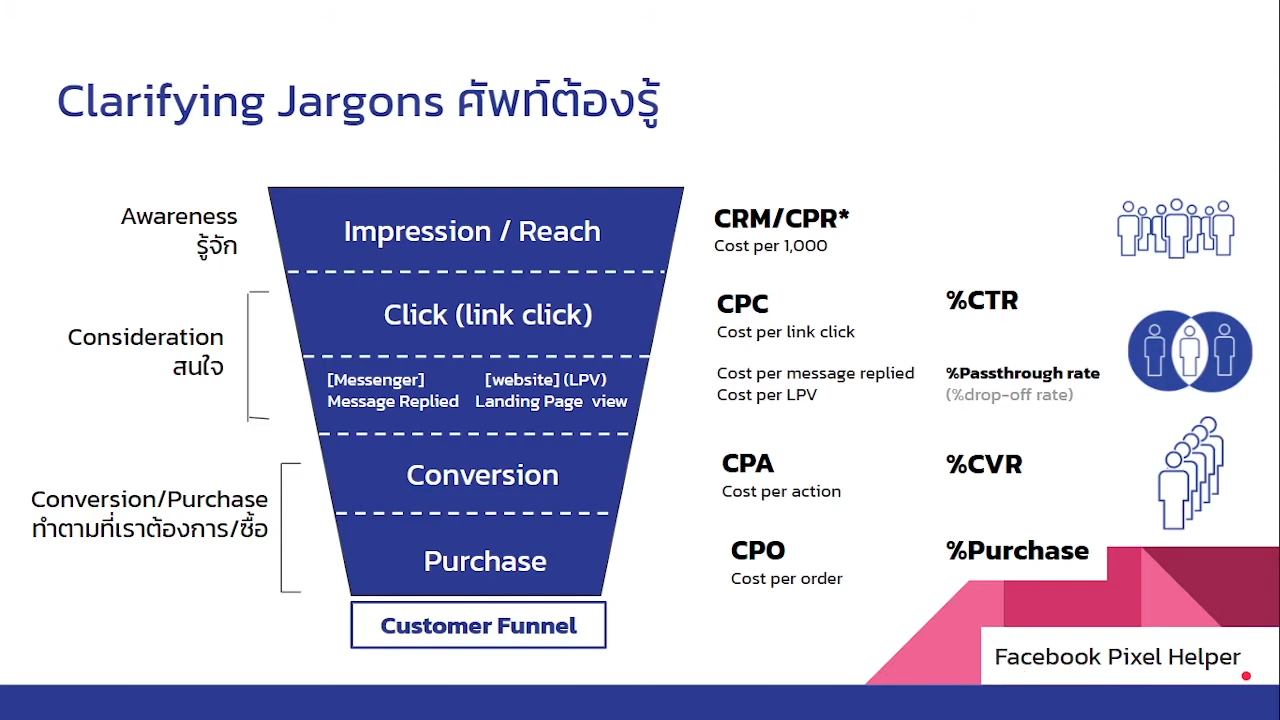 Clarifying Jargons ศัพท์ต้องรู้
Awareness
รู้จัก
Impression / Reach
CRM/CPR*
Cost per 1,000
Consideration
สนใจ
Click (link click)
CPC
Cost per link click
%CTR
[Messenger]
Message Replied
[website] (LPV)
Landing Page view
Cost per message replied
Cost per LPV
%Passthrough rate
(%drop-off rate)
Conversion/Purchase
ทำตามที่เราต้องการ/ซื้อ
Conversion
CPA
Cost per action
%CVR
Purchase
CPO
Cost per order
%Purchase
Customer Funnel
Facebook Pixel Helper